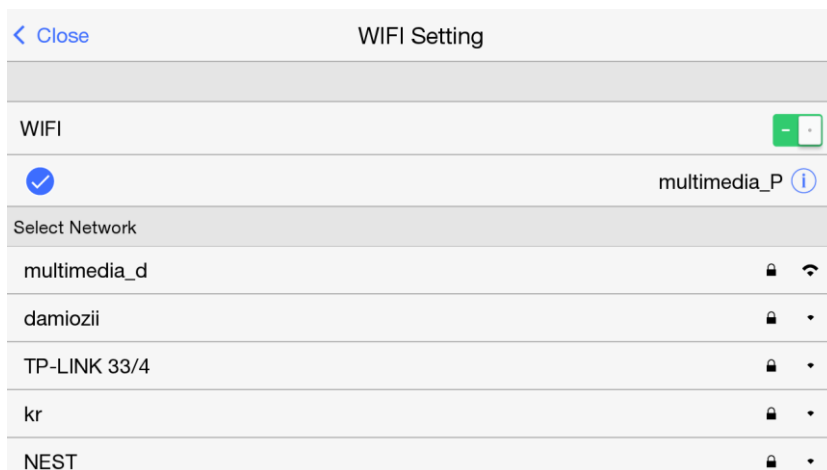 Close
WIFI Setting
WIFI
multimedia_P
Select Network
multimedia_d
damiozii
TP-LINK 33/4
kr
NEST